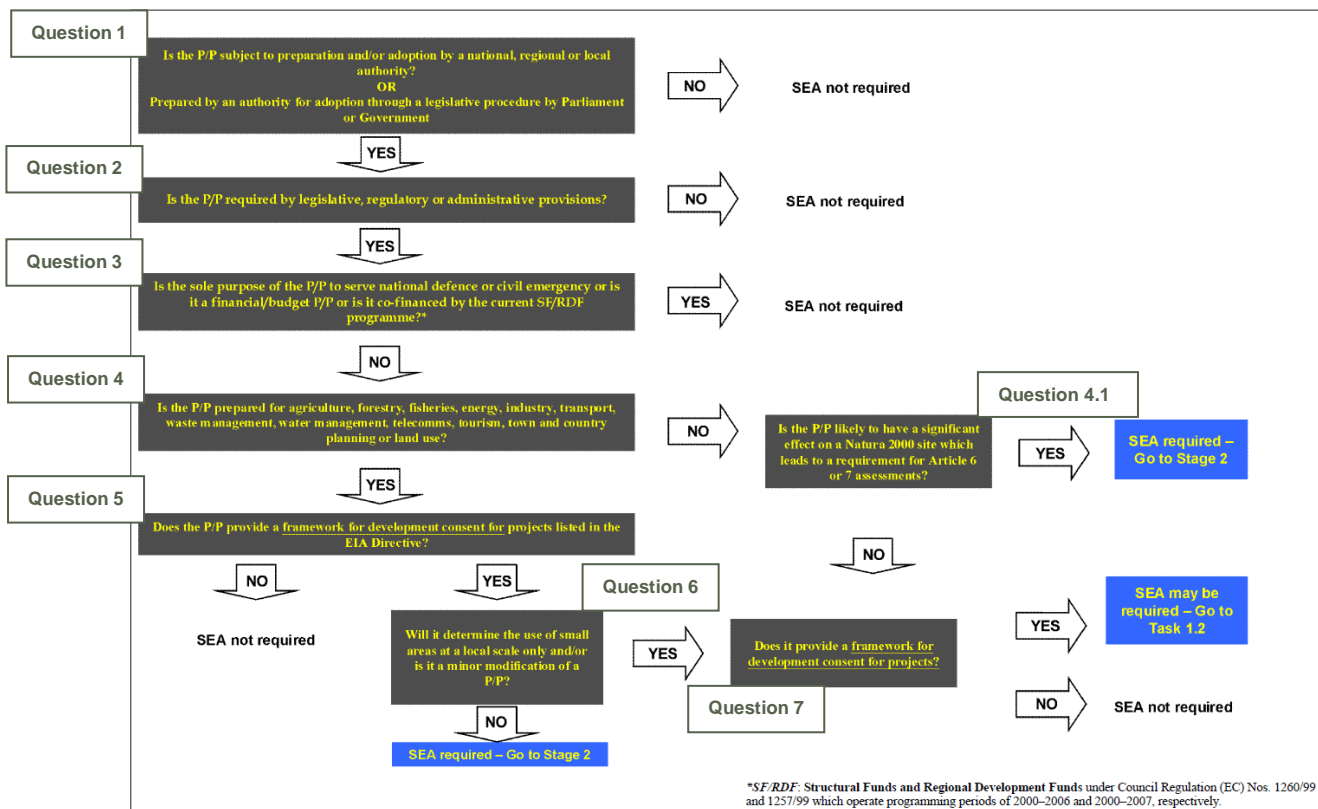 Question 1
Is the P/P subject to preparation and/or adoption by a national, regional or local
authority?
OR
Prepared by an authority for adoption through a legislative procedure by Parliament
or Government
NO
SEA not required
YES
Question 2
Is the P/P required by legislative, regulatory or administrative provisions?
NO
SEA not required
YES
Question 3
Is the sole purpose of the P/P to serve national defence or civil emergency or is
it a financial/budget P/P or is it co-financed by the current SF/RDF
programme?*
YES
SEA not required
NO
Question 4
Is the P/P prepared for agriculture, forestry, fisheries, energy, industry, transport,
waste management, water management, telecomms, tourism, town and country
planning or land use?
NO
Question 4.1
Is the P/P likely to have a significant
effect on a Natura 2000 site which
leads to a requirement for Article 6
or 7 assessments?
YES
SEA required –
Go to Stage 2
YES
Question 5
Does the P/P provide a framework for development consent for projects listed in the
EIA Directive?
NO
SEA not required
YES
NO
Question 6
Will it determine the use of small
areas at a local scale only and/or
is it a minor modification of a
P/P?
YES
Does it provide a framework for
development consent for projects?
Question 7
YES
SEA may be
required – Go to
Task 1.2
NO
SEA not required
NO
SEA required – Go to Stage 2
*SF/RDF: Structural Funds and Regional Development Funds under Council Regulation (EC) Nos. 1260/99
and 1257/99 which operate programming periods of 2000–2006 and 2000–2007, respectively.